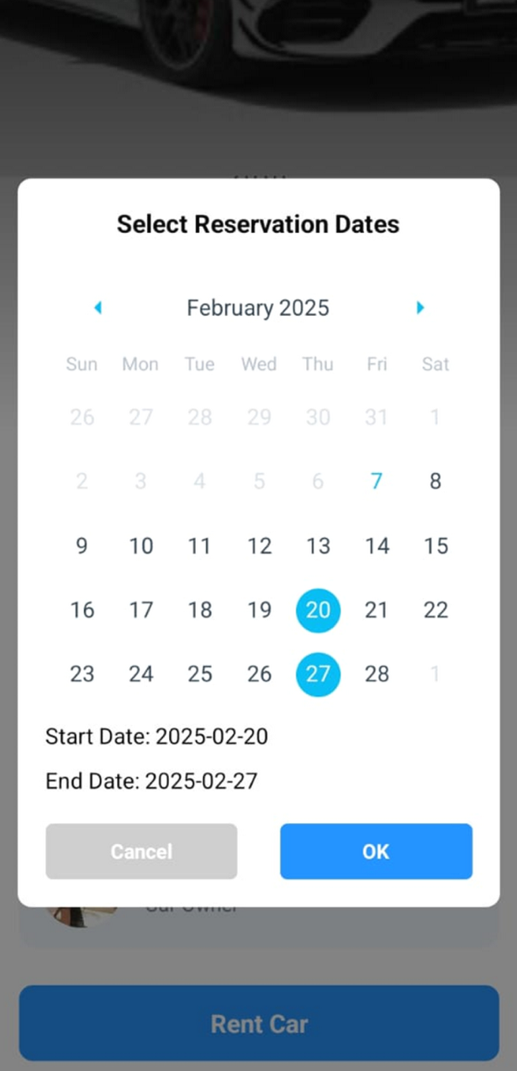 Select Reservation Dates
February 2025
Sun Mon Tue Wed Thu Fri Sat
26 27 28 29 30 31 1
2 3 4 5 6 7 8
9 10 11 12 13 14 15
16 17 18 19 20 21 22
23 24 25 26 27 28 1
Start Date: 2025-02-20
End Date: 2025-02-27
Cancel OK
Car Owner
Rent Car